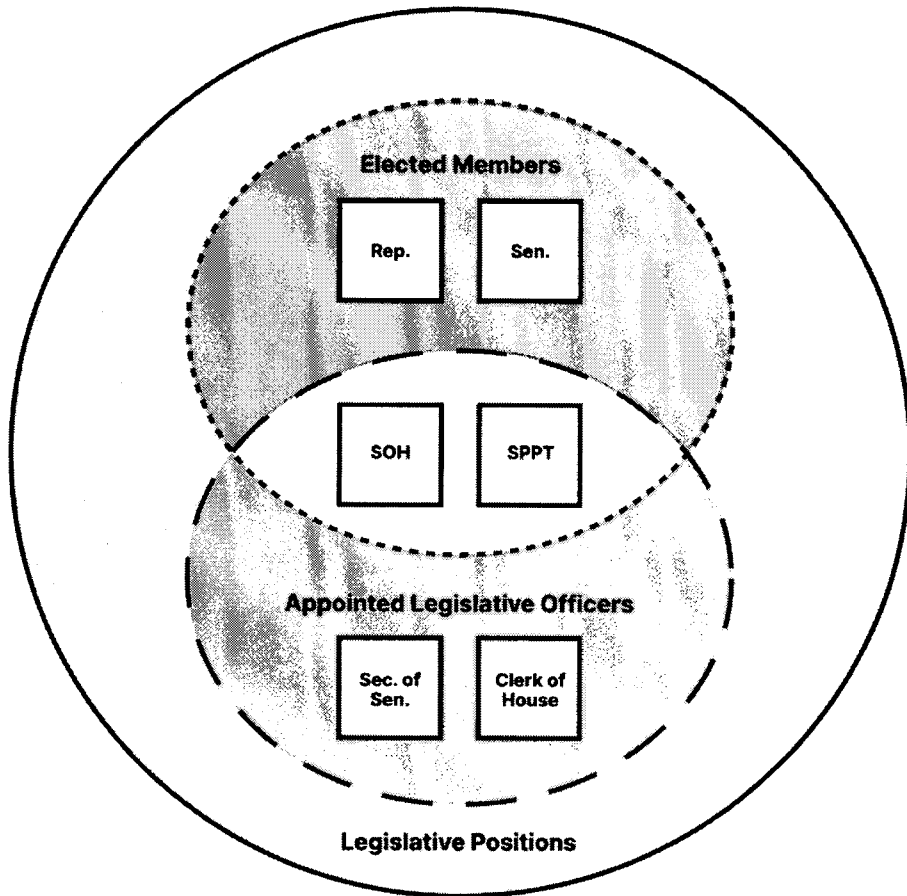 Elected Members
Rep.
Sen.
SOH
SPPT
Appointed Legislative Officers
Sec. of
Sen.
Clerk of
House
Legislative Positions